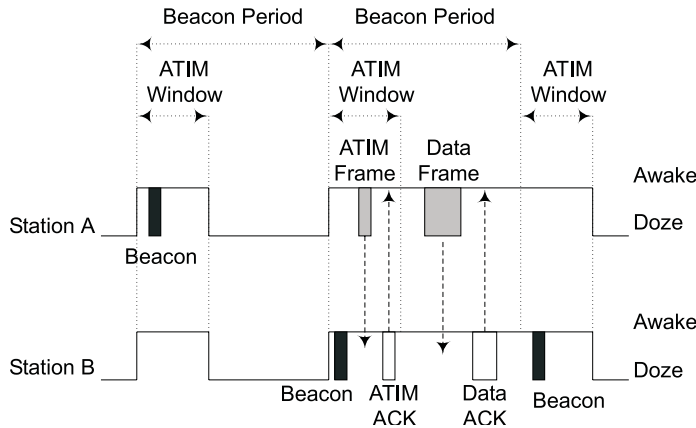 Beacon Period
Beacon Period
ATIM
Window
ATIM
Window
ATIM
Window
ATIM
Frame
Data
Frame
Awake
Station A
Doze
Beacon
Awake
Station B
Doze
Beacon
ATIM
ACK
Data
ACK
Beacon